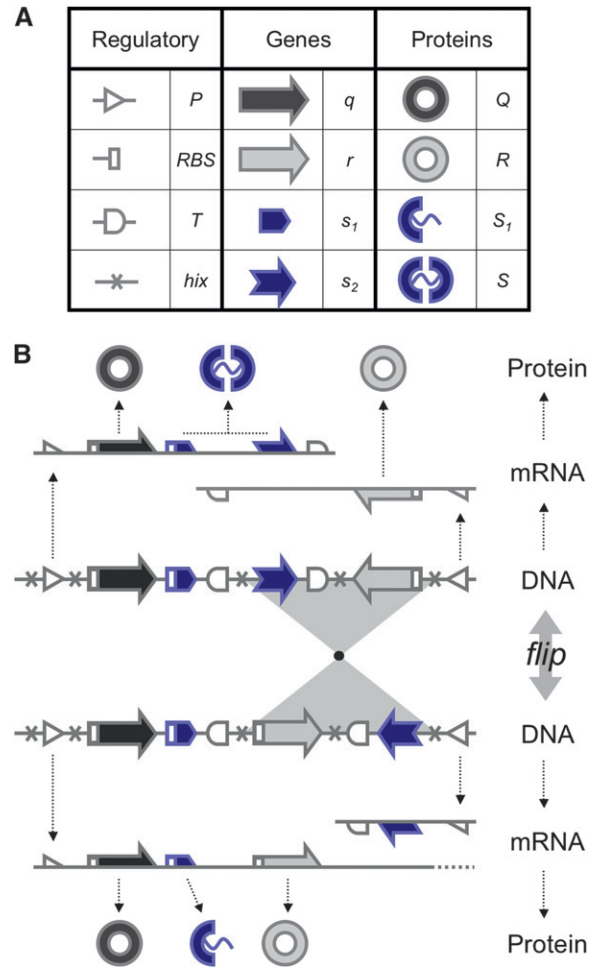 A
Regulatory Genes Proteins
P q Q
RBS r R
T s1 S1
hix s2 S
B
Protein
mRNA
DNA
flip
DNA
mRNA
Protein